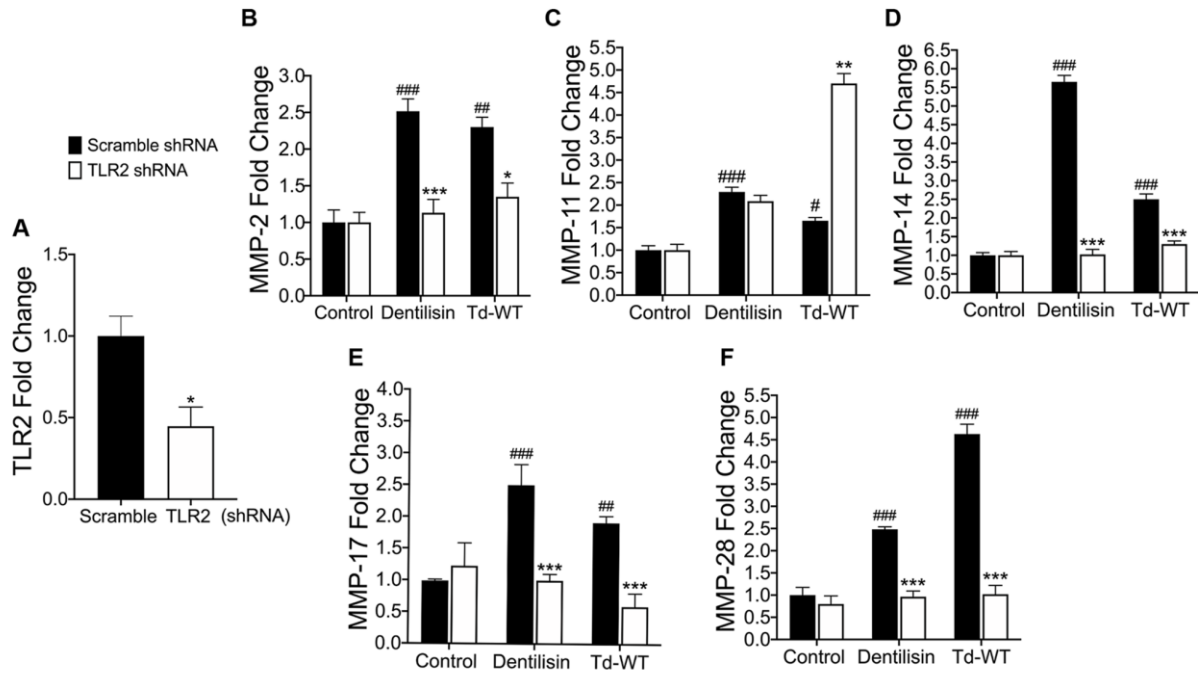 Scramble shRNA
TLR2 shRNA
A
TLR2 Fold Change
1.5
1.0
0.5
0.0
*
Scramble TLR2 (shRNA)
B
MMP-2 Fold Change
3.0
2.5
2.0
1.5
1.0
0.5
0.0
### *** ## *
Control Dentilisin Td-WT
C
MMP-11 Fold Change
5.5
5.0
4.5
4.0
3.5
3.0
2.5
2.0
1.5
1.0
0.5
0.0
### # **
Control Dentilisin Td-WT
D
MMP-14 Fold Change
6.5
6.0
5.5
5.0
4.5
4.0
3.5
3.0
2.5
2.0
1.5
1.0
0.5
0.0
### *** ### ***
Control Dentilisin Td-WT
E
MMP-17 Fold Change
4.0
3.5
3.0
2.5
2.0
1.5
1.0
0.5
0.0
### *** ## ***
Control Dentilisin Td-WT
F
MMP-28 Fold Change
5.5
5.0
4.5
4.0
3.5
3.0
2.5
2.0
1.5
1.0
0.5
0.0
### *** ### ***
Control Dentilisin Td-WT